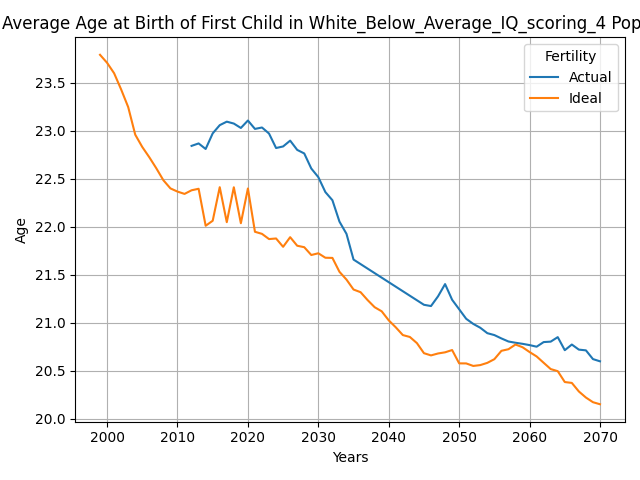 Average Age at Birth of First Child in White_Below_Average_IQ_scoring_4 Pop
Fertility
Actual
Ideal
23.5
23.0
22.5
22.0
21.5
21.0
20.5
20.0
Age
2000 2010 2020 2030 2040 2050 2060 2070
Years